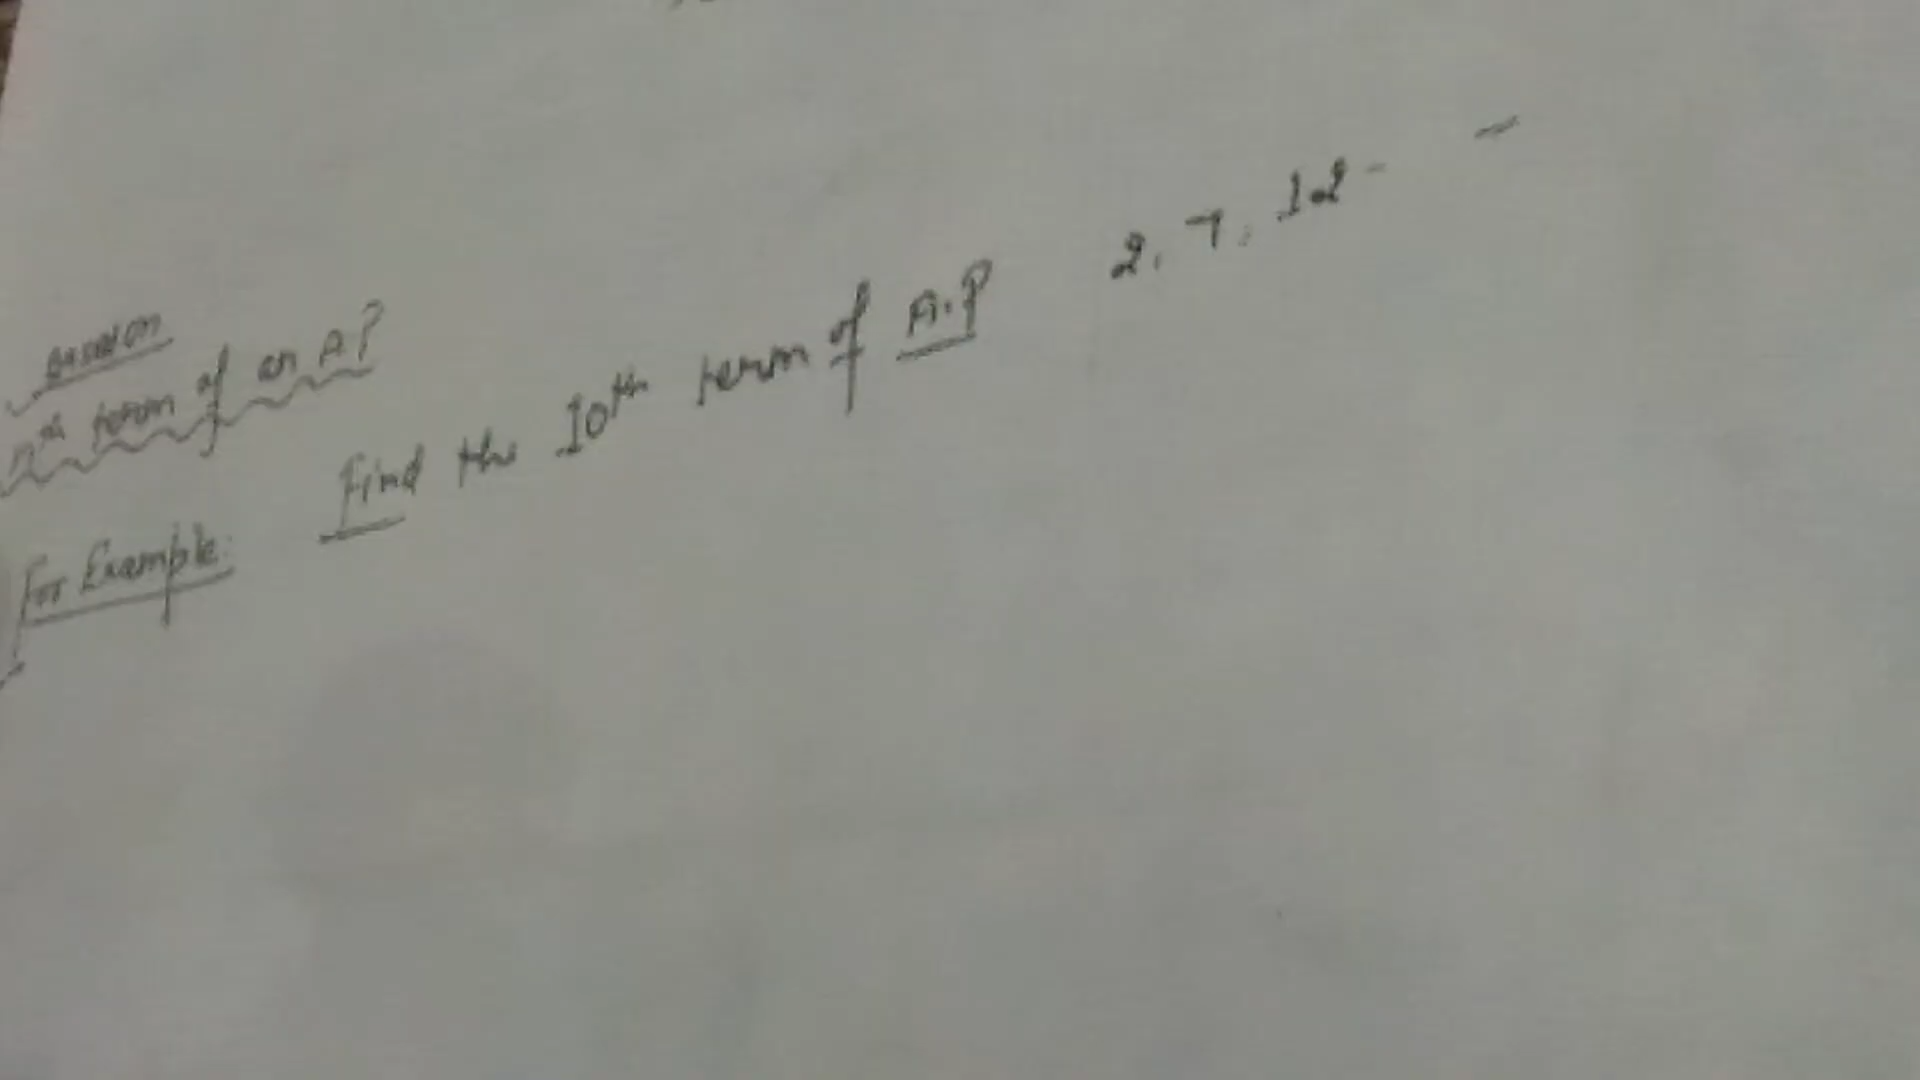 nth term of an A.P
For Example: Find the 10th term of A.P 2, 7, 12 - -